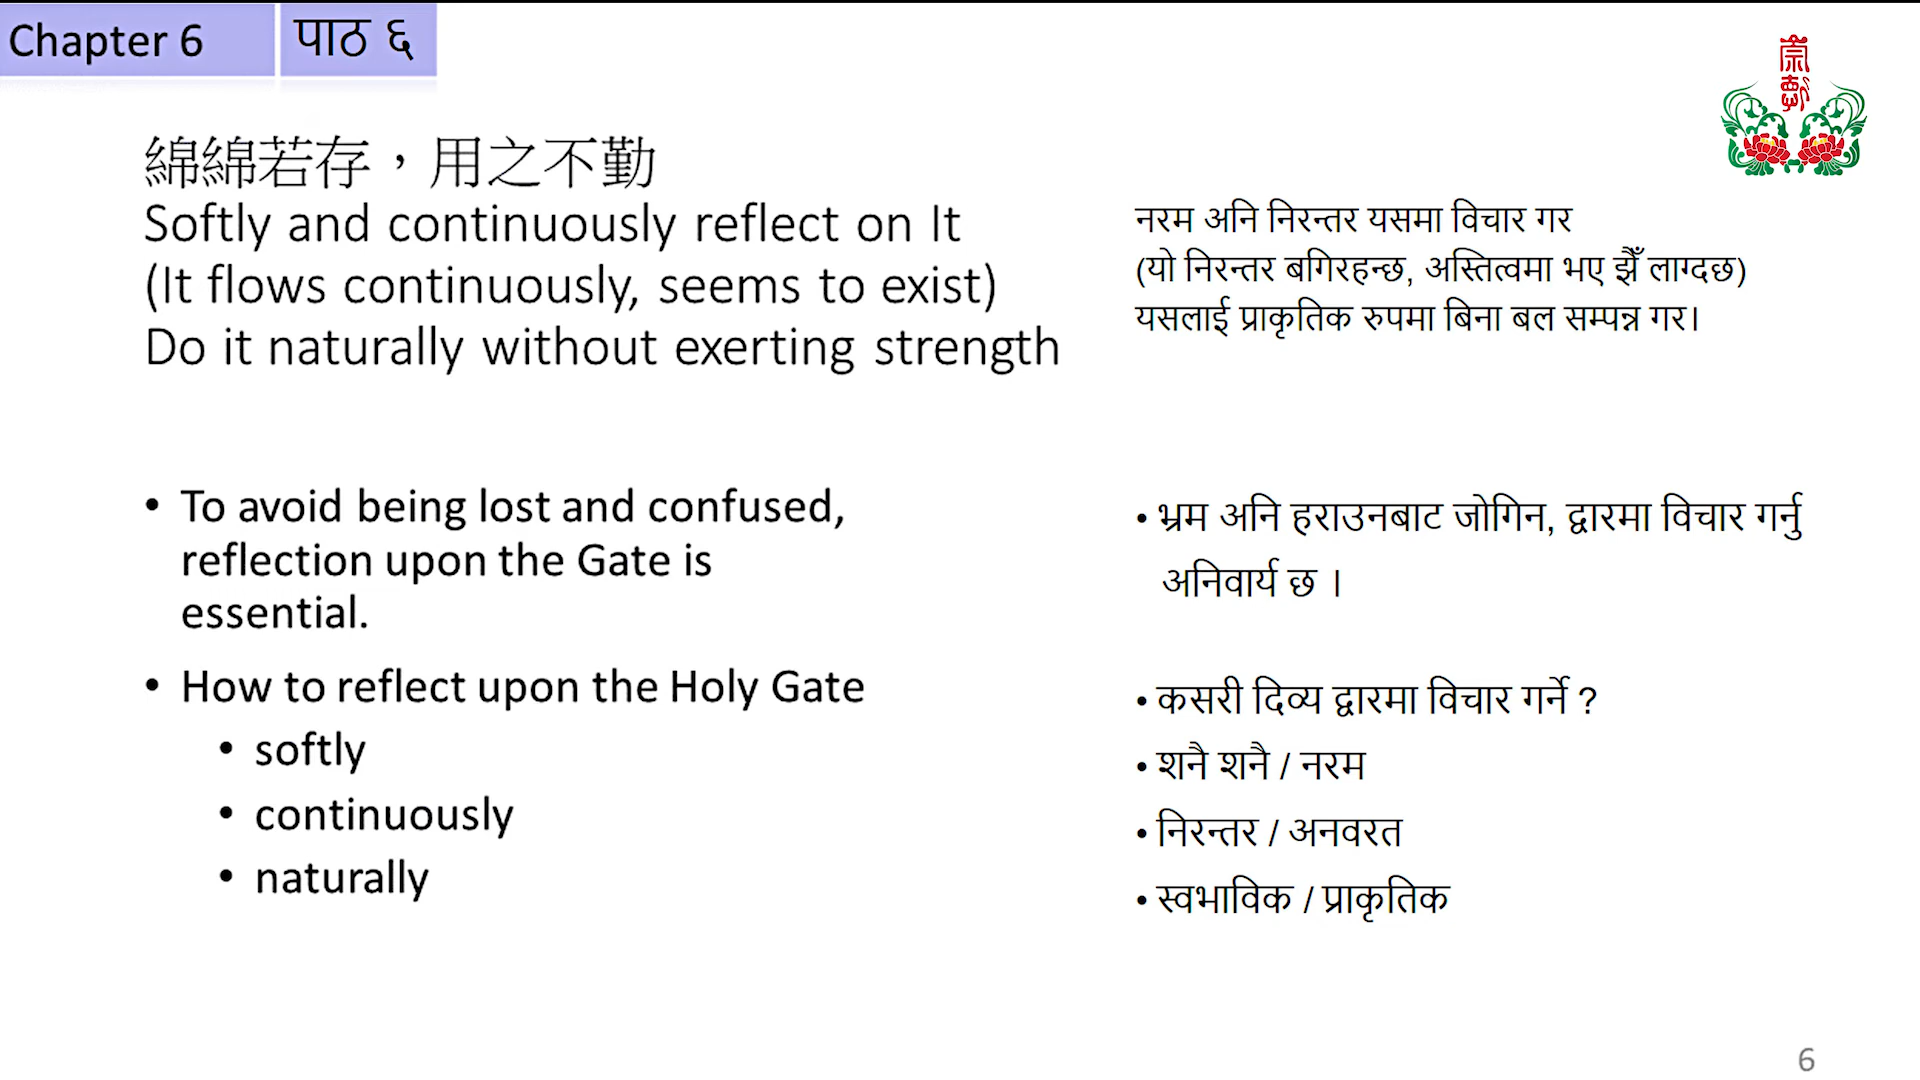 Chapter 6
पाठ ६
綿綿若存，用之不勤
Softly and continuously reflect on It
(It flows continuously, seems to exist)
Do it naturally without exerting strength
नरम अनि निरन्तर यसमा विचार गर
(यो निरन्तर बगिरहन्छ, अस्तित्वमा भए झैँ लाग्दछ)
यसलाई प्राकृतिक रुपमा बिना बल सम्पन्न गर।
• To avoid being lost and confused,
reflection upon the Gate is
essential.
• How to reflect upon the Holy Gate
• softly
• continuously
• naturally
• भ्रम अनि हराउनबाट जोगिन, द्वारमा विचार गर्नु
अनिवार्य छ ।
• कसरी दिव्य द्वारमा विचार गर्ने ?
• शनै शनै / नरम
• निरन्तर / अनवरत
• स्वभाविक / प्राकृतिक
6